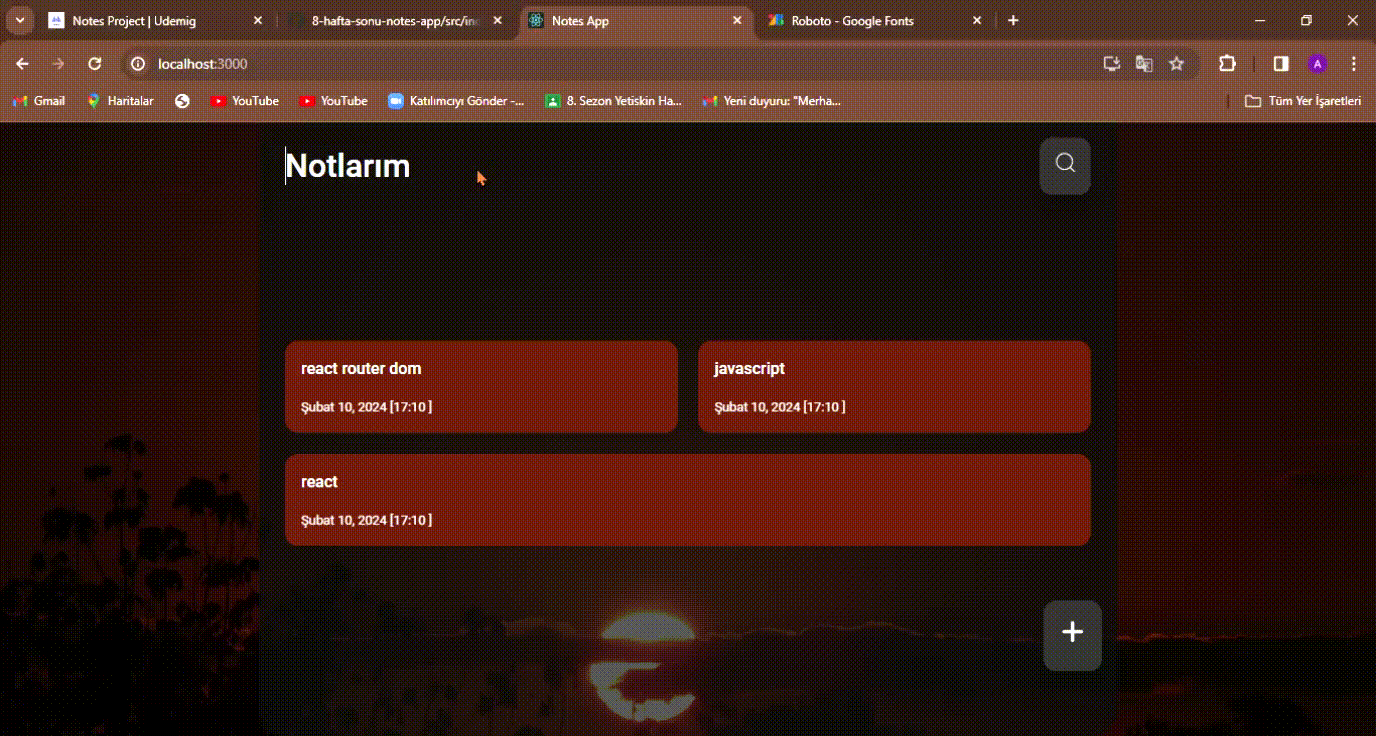 Notes Project | Udemig
8-hafta-sonu-notes-app/src/in
Notes App
Roboto - Google Fonts
localhost:3000
A
Gmail
Haritalar
YouTube
YouTube
Katılımcıyı Gönder -...
8. Sezon Yetiskin Ha...
Yeni duyuru: "Merha...
Tüm Yer İşaretleri
Notlarım
react router dom
javascript
Şubat 10, 2024 [17:10 ]
Şubat 10, 2024 [17:10 ]
react
Şubat 10, 2024 [17:10 ]